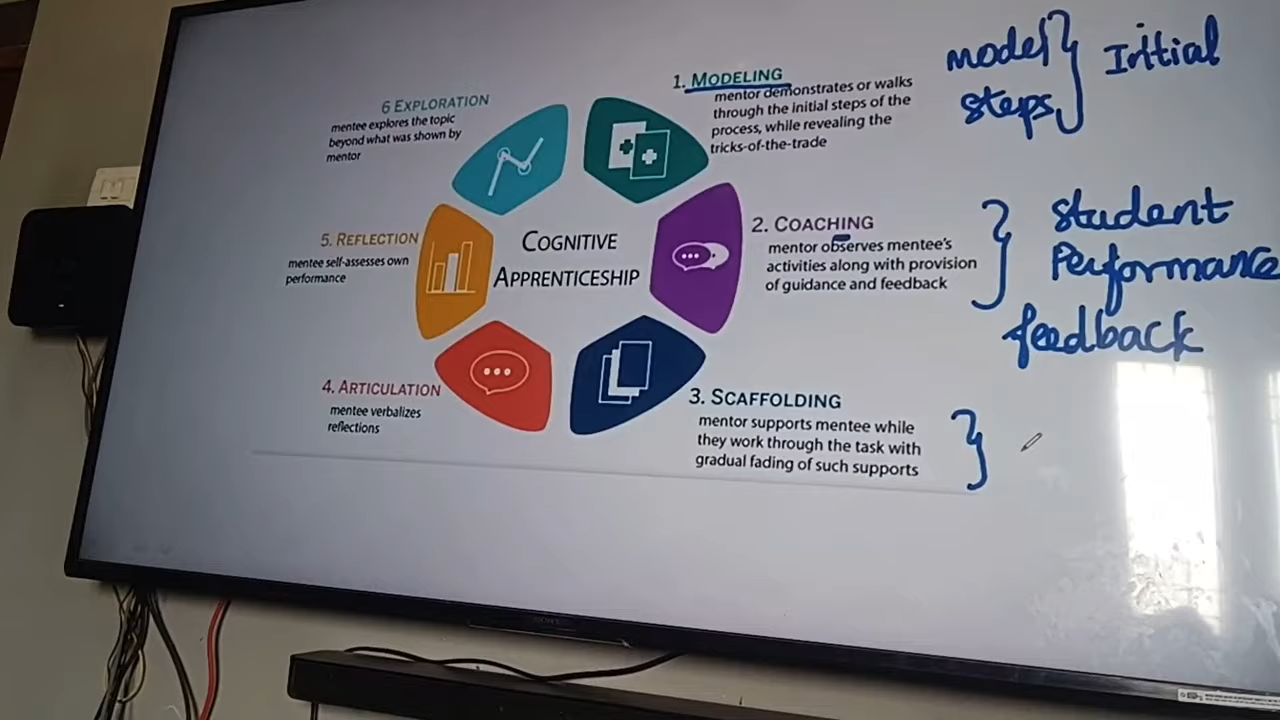 model
steps
Initial
1. MODELING
mentor demonstrates or walks
through the initial steps of the
process, while revealing the
tricks-of-the-trade
2. COACHING
mentor observes mentee's
activities along with provision
of guidance and feedback
student
Performance
feedback
3. SCAFFOLDING
mentor supports mentee while
they work through the task with
gradual fading of such supports
4. ARTICULATION
mentee verbalizes
reflections
5. REFLECTION
mentee self-assesses own
performance
6 EXPLORATION
mentee explores the topic
beyond what was shown by
mentor
COGNITIVE
APPRENTICESHIP